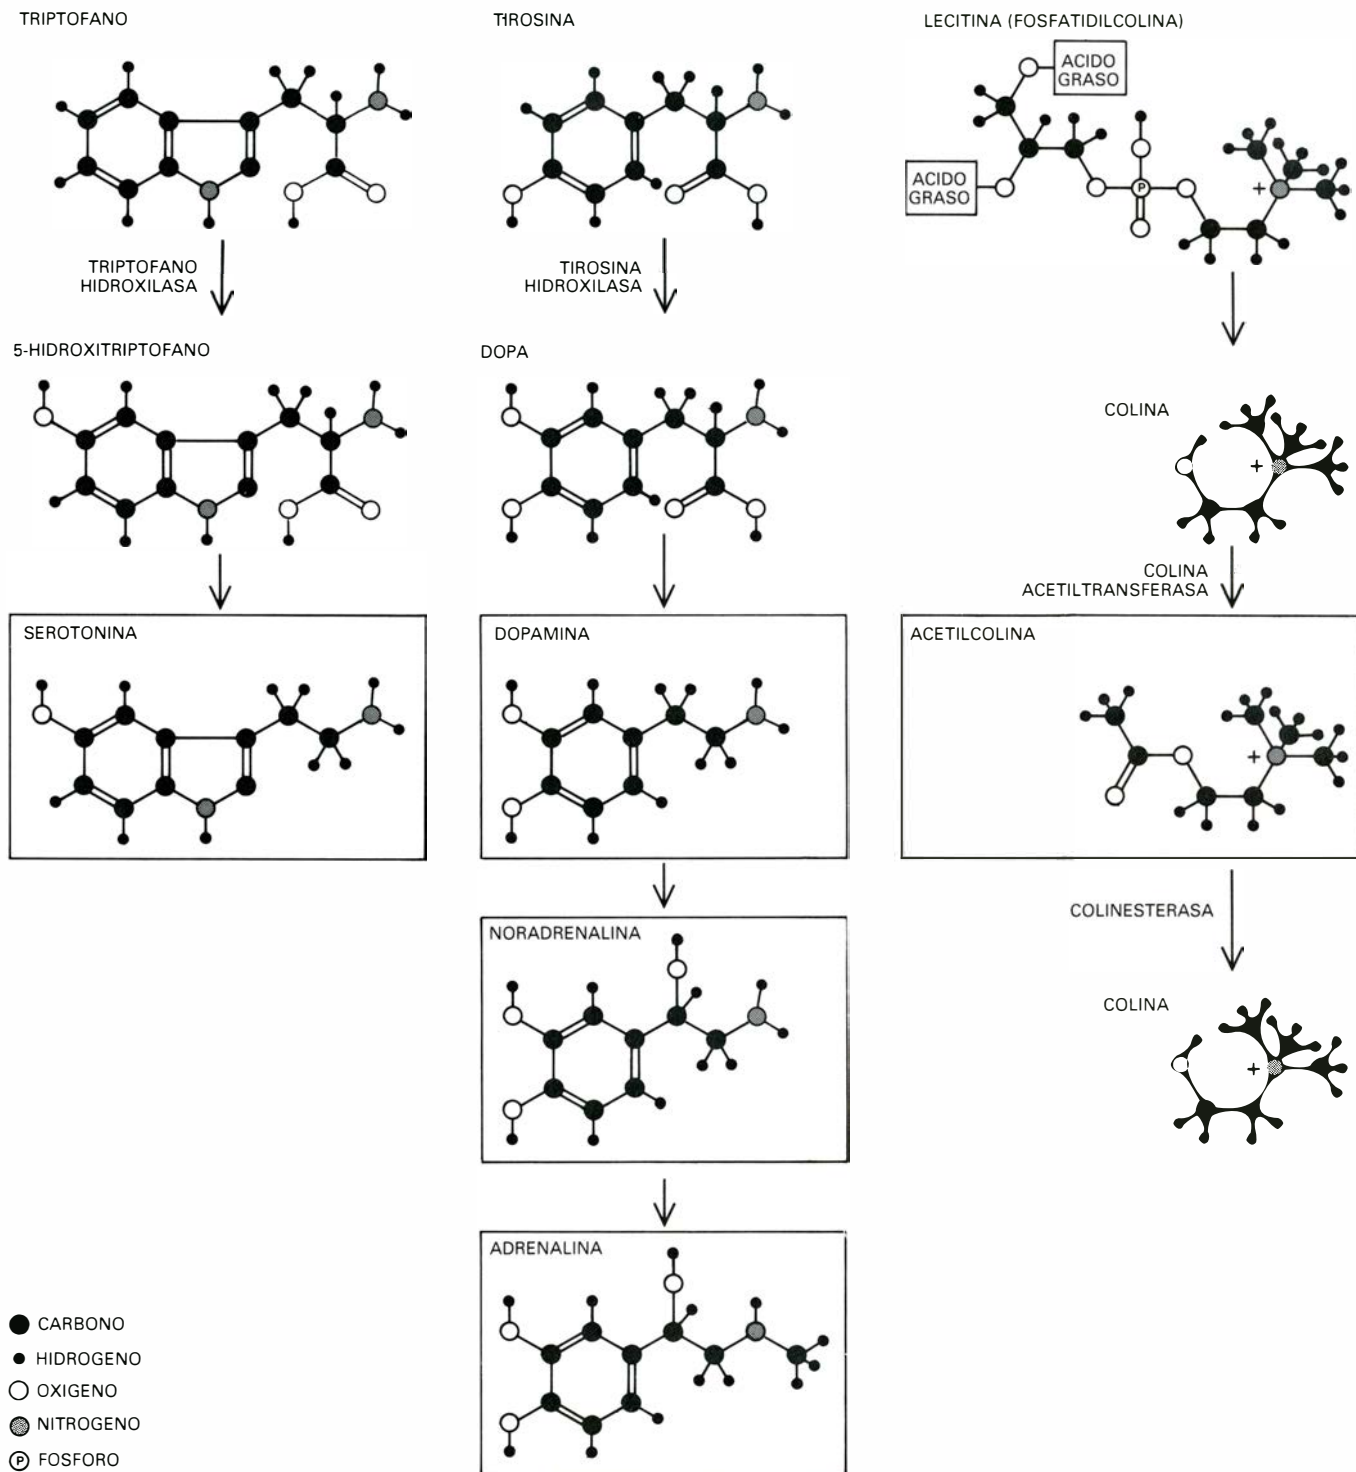 TRIPTOFANO
TRIPTOFANO
HIDROXILASA
5-HIDROXITRIPTOFANO
SEROTONINA
TIROSINA
TIROSINA
HIDROXILASA
DOPA
DOPAMINA
NORADRENALINA
ADRENALINA
LECITINA (FOSFATIDILCOLINA)
ACIDO
GRASO
ACIDO
GRASO
P
+
COLINA
+
COLINA
ACETILTRANSFERASA
ACETILCOLINA
+
COLINESTERASA
COLINA
+
CARBONO
HIDROGENO
OXIGENO
NITROGENO
P FOSFORO